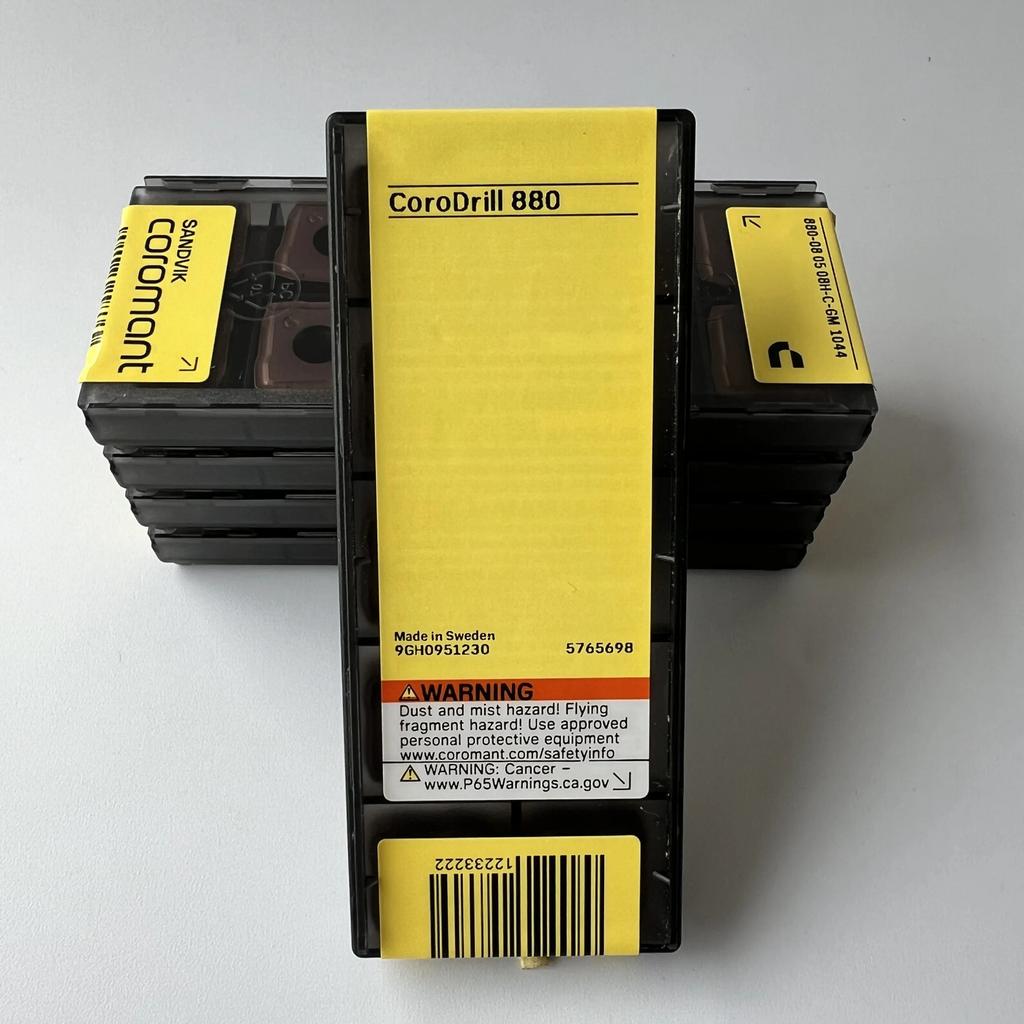 SANDVIK
coromant
880-08 05 08H-C-GM 1044
CoroDrill 880
Made in Sweden
9GH0951230 5765698
WARNING
Dust and mist hazard! Flying
fragment hazard! Use approved
personal protective equipment
www.coromant.com/safetyinfo
WARNING: Cancer –
www.P65Warnings.ca.gov
12233222